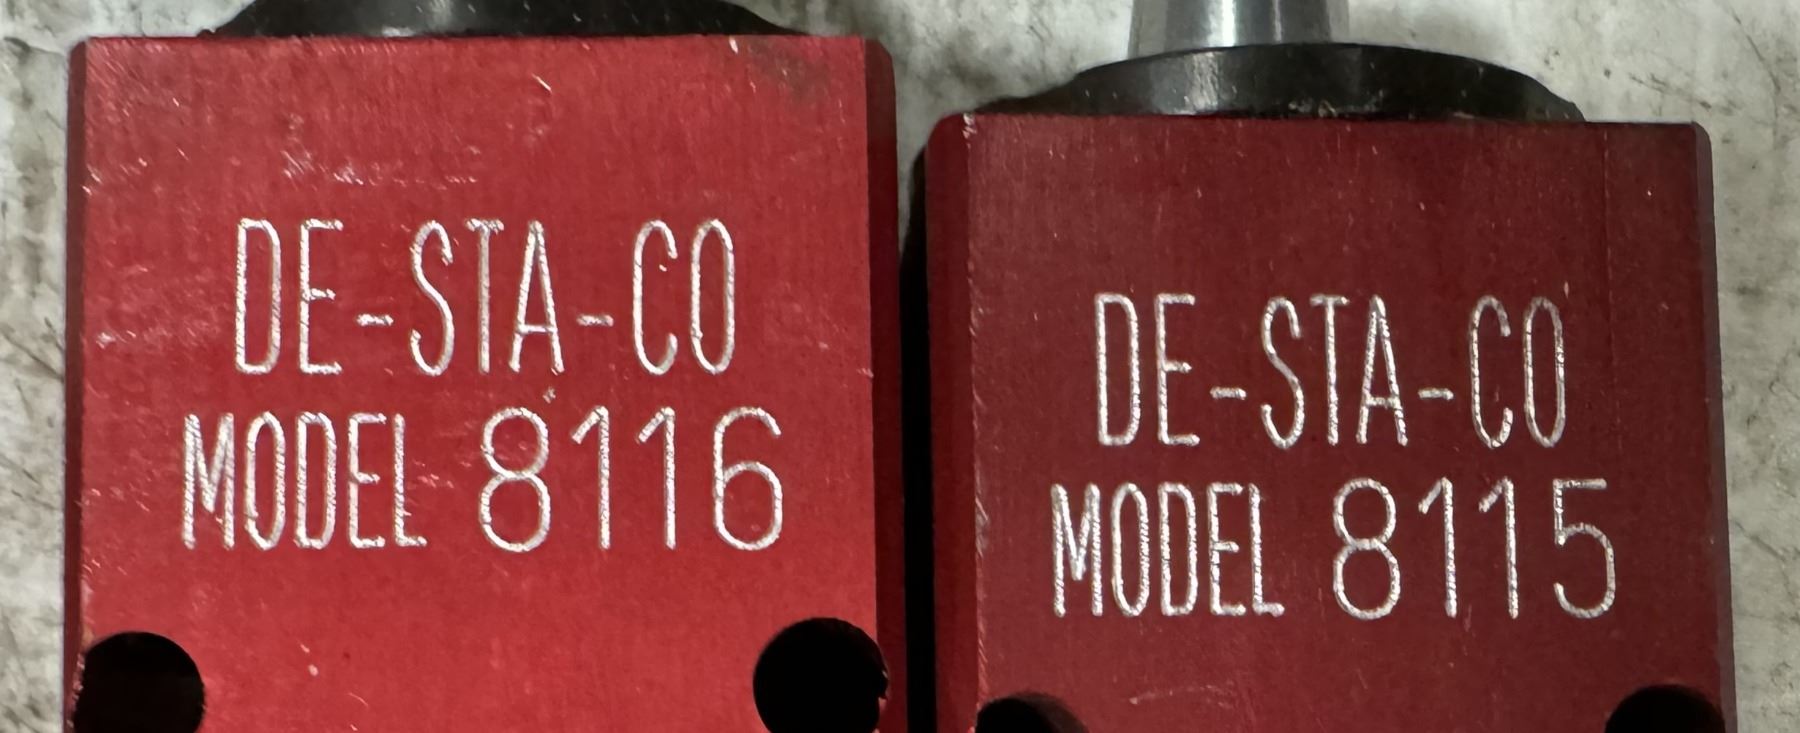 DE-STA-CO
MODEL 8116
DE-STA-CO
MODEL 8115